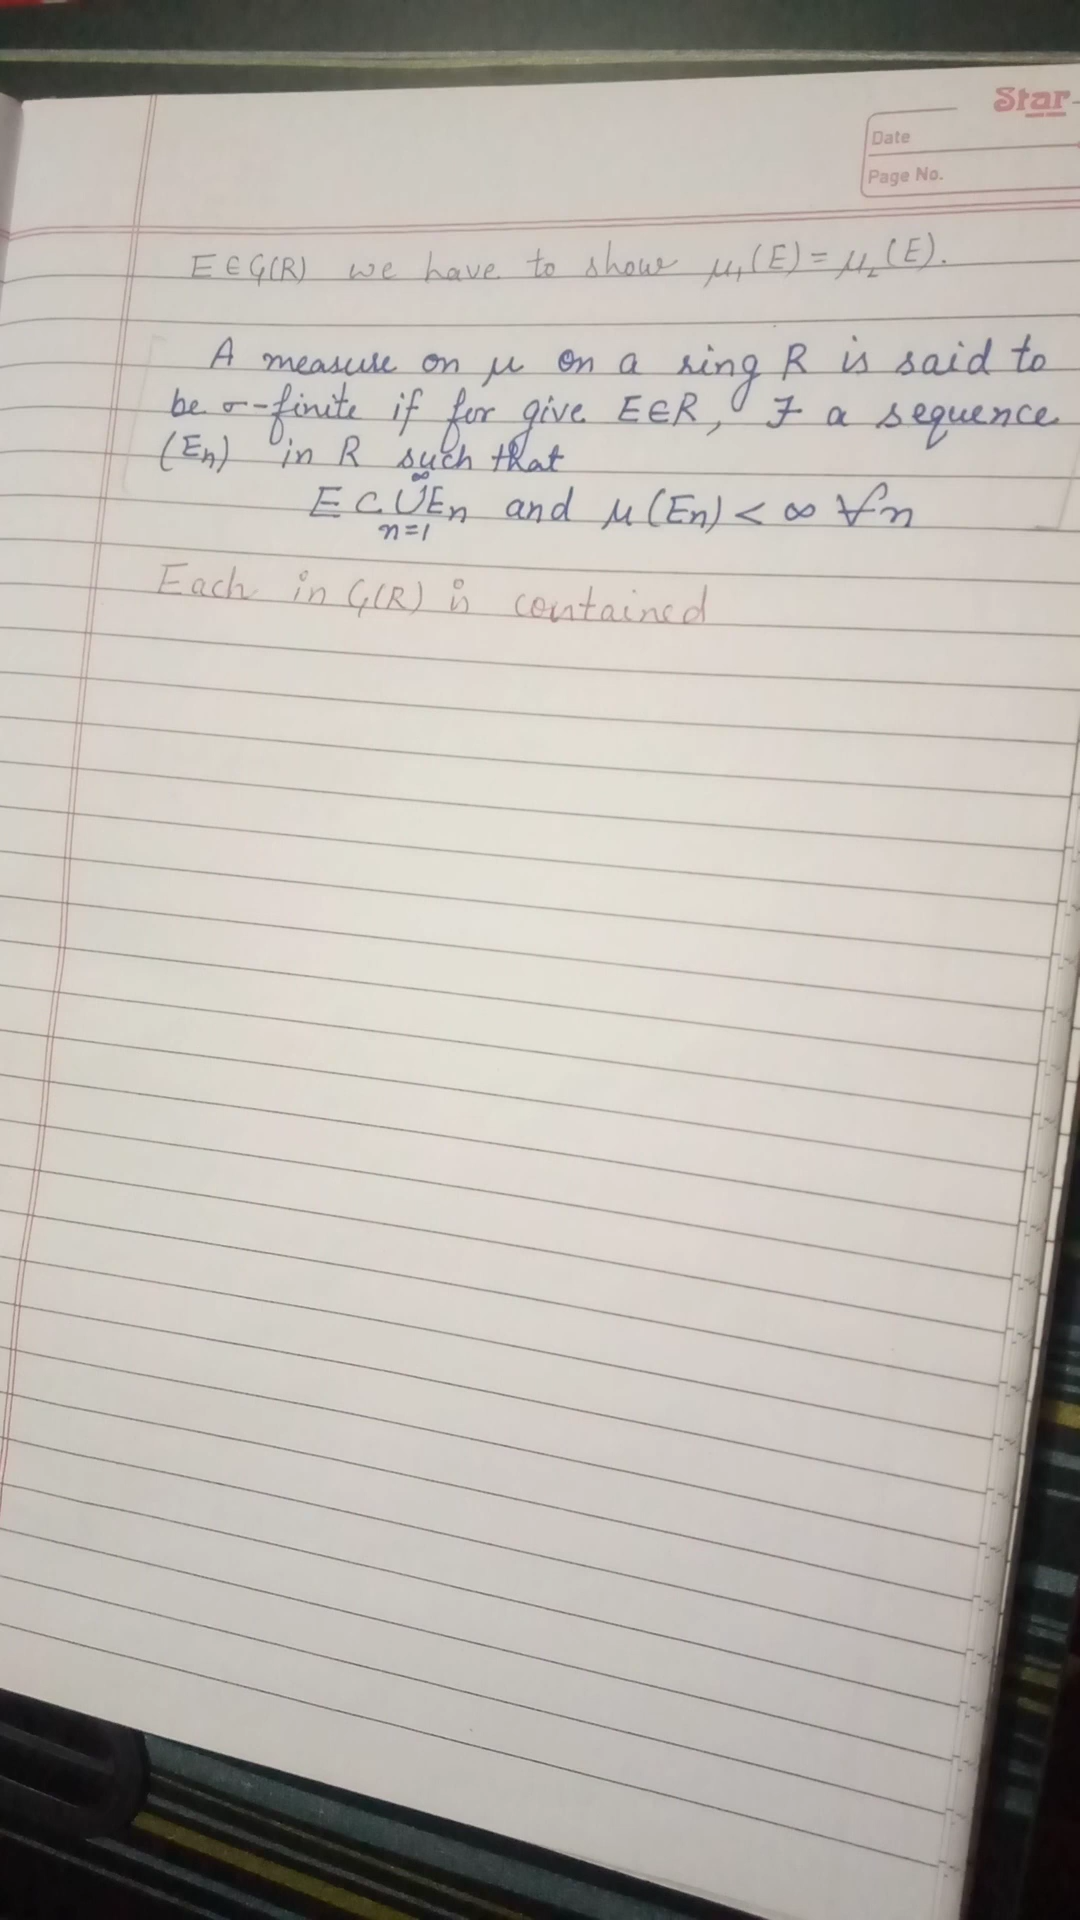 Star
Date
Page No.
E ∈ G(R) we have to show μ₁(E) = μ₂(E).
A measure on μ on a ring R is said to
be σ-finite if for give E∈R, ∃ a sequence
(En) in R such that
E ⊂ ∞⋃n=1 En and μ(En) < ∞ ∀n
Each in G(R) is contained